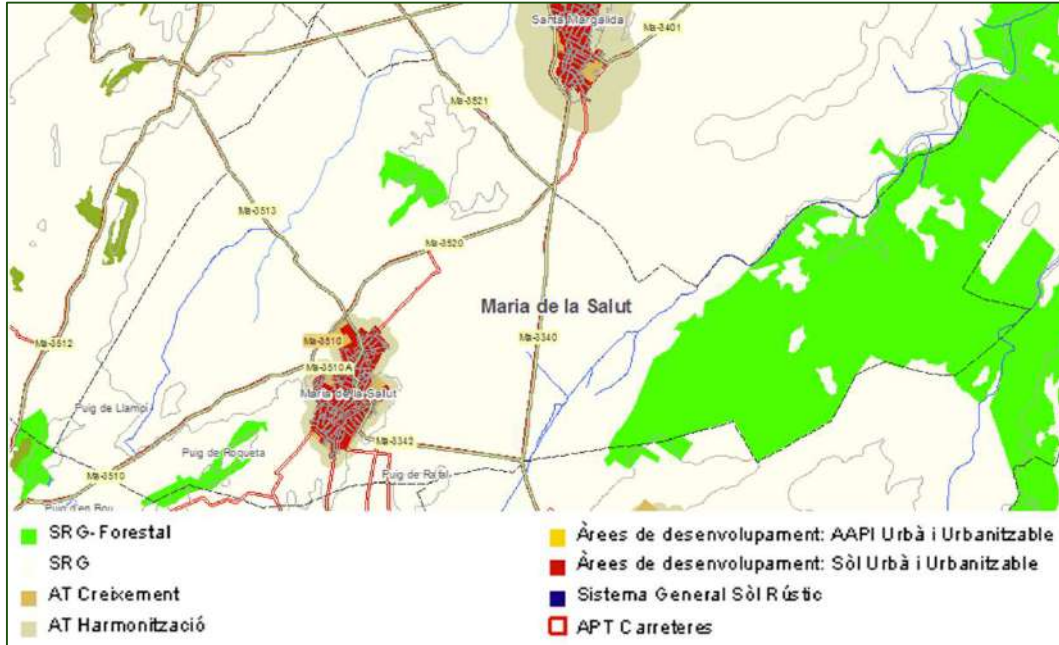 Santa Margalida
Ma-3401
Ma-3521
Ma-3513
Ma-3520
Maria de la Salut
Ma-3510
Ma-3340
Ma-3512
Ma-3510A
Maria de la Salut
Puig de Llampí
Ma-3342
Puig de Roqueta
Puig de Rafal
Ma-3510
Puig d'en Bou
SRG-Forestal
SRG
AT Creixement
AT Harmonització
Àrees de desenvolupament: AAPI Urbà i Urbanitzable
Àrees de desenvolupament: Sòl Urbà i Urbanitzable
Sistema General Sòl Rústic
APT Carreteres